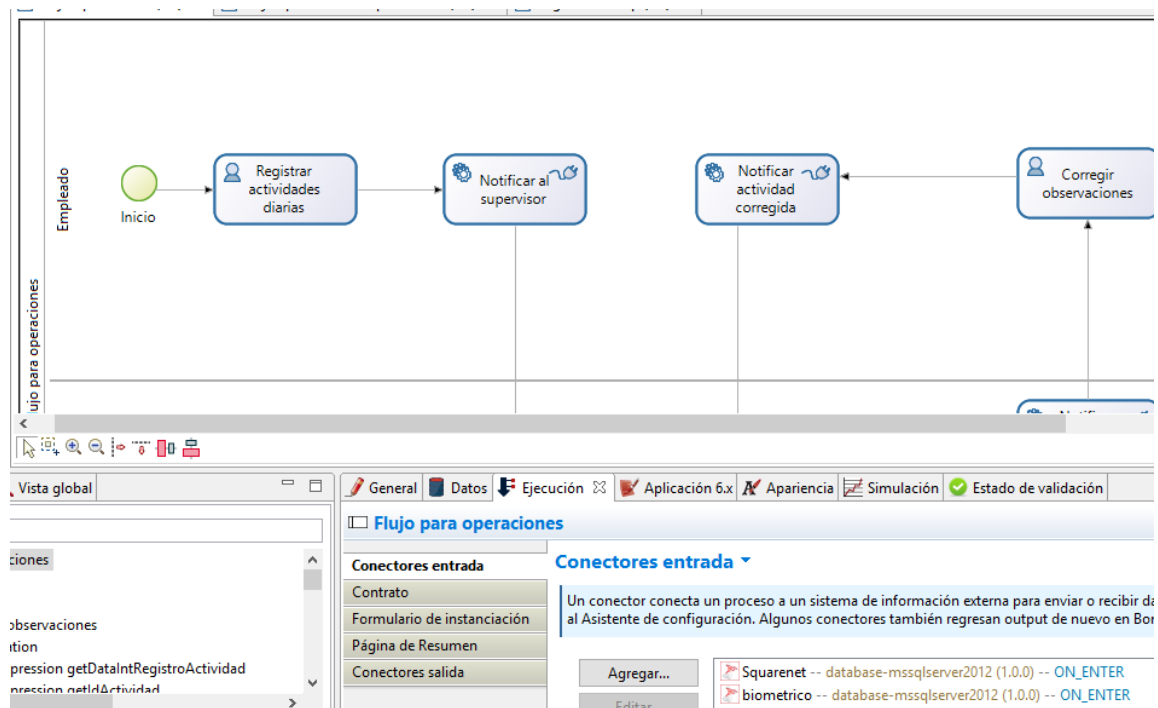 Empleado
Flujo para operaciones
Inicio
Registrar
actividades
diarias
Notificar al
supervisor
Notificar
actividad
corregida
Corregir
observaciones
Vista global
ciones
observaciones
pression getDataIntRegistroActividad
pression getIdActividad
General
Datos
Ejecución
Aplicación 6.x
Apariencia
Simulación
Estado de validación
Flujo para operaciones
Conectores entrada
Contrato
Formulario de instanciación
Página de Resumen
Conectores salida
Conectores entrada
Un conector conecta un proceso a un sistema de información externa para enviar o recibir da
al Asistente de configuración. Algunos conectores también regresan output de nuevo en Bor
Agregar...
Editar...
Squarenet -- database-mssqlserver2012 (1.0.0) -- ON_ENTER
biometrico -- database-mssqlserver2012 (1.0.0) -- ON_ENTER